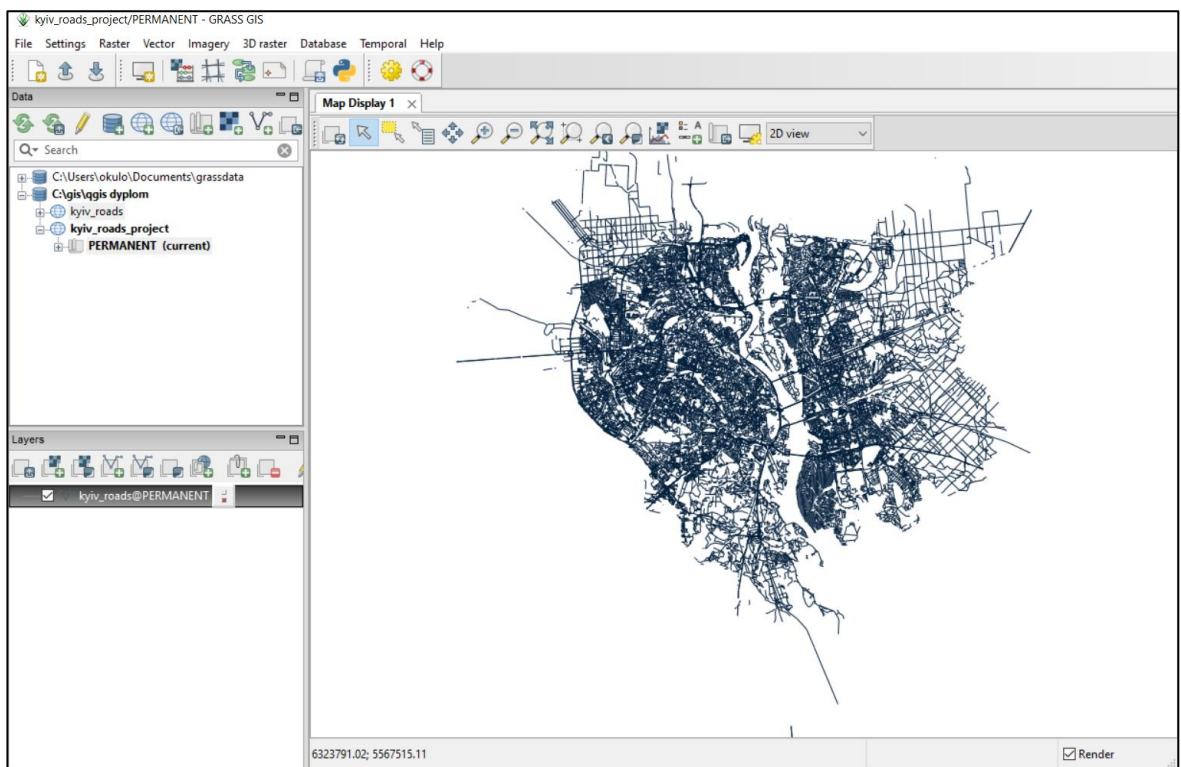 kyiv_roads_project/PERMANENT - GRASS GIS
File Settings Raster Vector Imagery 3D raster Database Temporal Help
Data
Search
C:\Users\okulo\Documents\grassdata
C:\gis\qgis dyplom
kyiv_roads
kyiv_roads_project
PERMANENT (current)
Layers
kyiv_roads@PERMANENT
Map Display 1
2D view
6323791.02; 5567515.11
Render